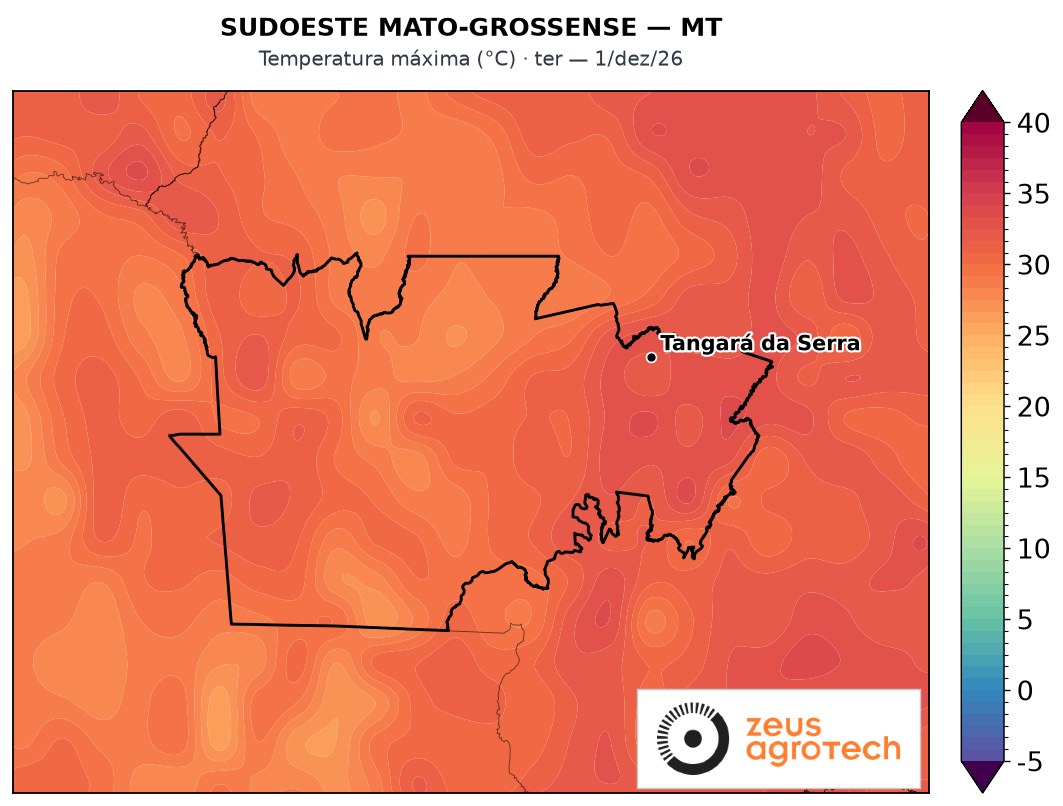 SUDOESTE MATO-GROSSENSE — MT
Temperatura máxima (°C) · ter — 1/dez/26
40
35
30
25
20
15
10
5
0
-5
Tangará da Serra
zeus
agrotech